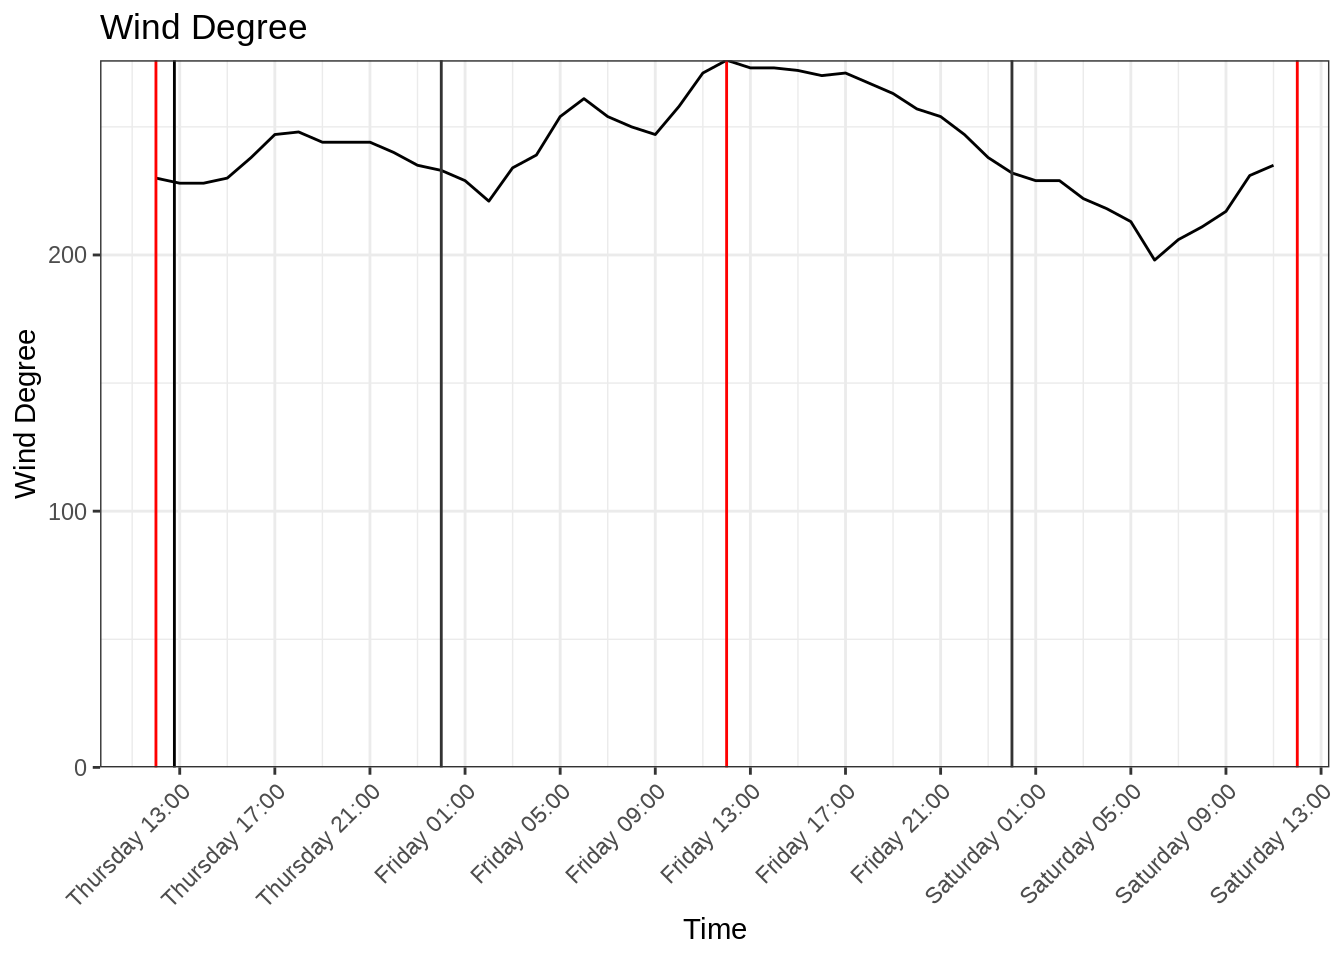 Wind Degree
Wind Degree
200
100
0
Thursday 13:00
Thursday 17:00
Thursday 21:00
Friday 01:00
Friday 05:00
Friday 09:00
Friday 13:00
Friday 17:00
Friday 21:00
Saturday 01:00
Saturday 05:00
Saturday 09:00
Saturday 13:00
Time